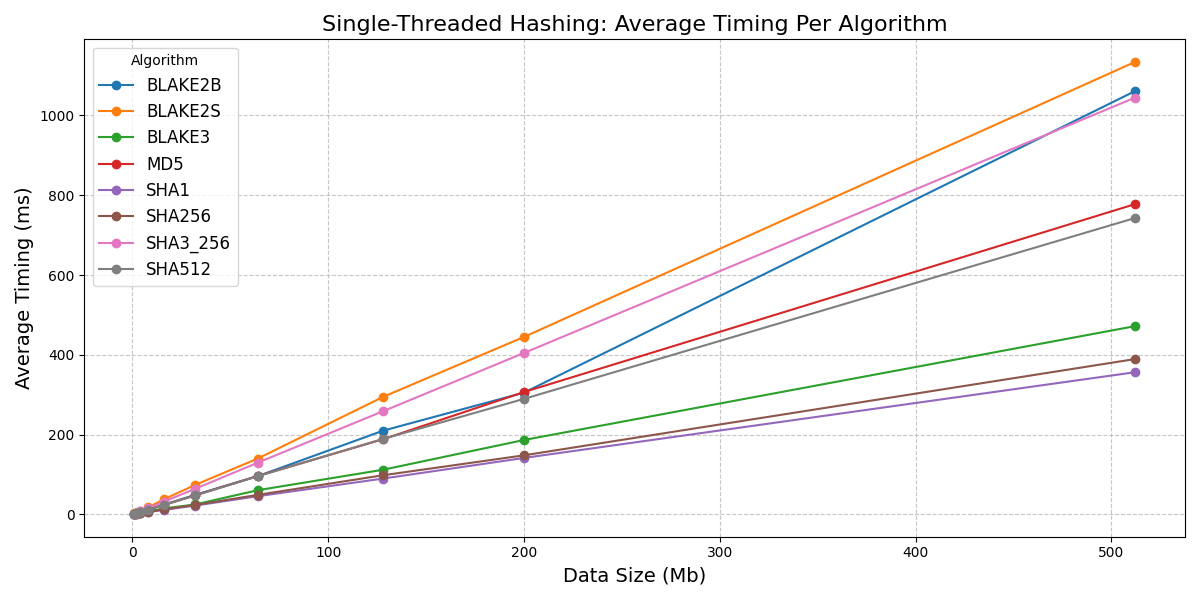 Single-Threaded Hashing: Average Timing Per Algorithm
Algorithm
BLAKE2B
BLAKE2S
BLAKE3
MD5
SHA1
SHA256
SHA3_256
SHA512
Average Timing (ms)
1000
800
600
400
200
0
0 100 200 300 400 500
Data Size (Mb)